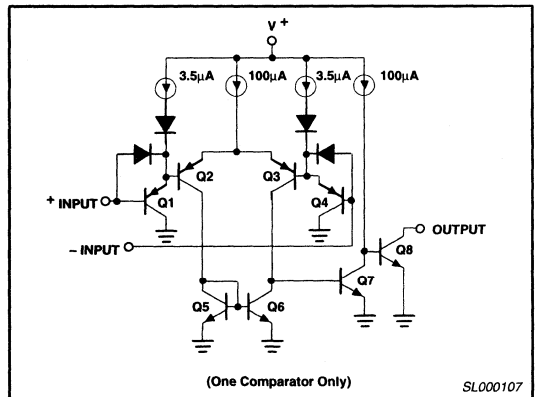 V+
3.5µA
100µA
3.5µA
100µA
Q2
Q3
+ INPUT
Q1
Q4
– INPUT
OUTPUT
Q8
Q7
Q5
Q6
(One Comparator Only)
SL000107